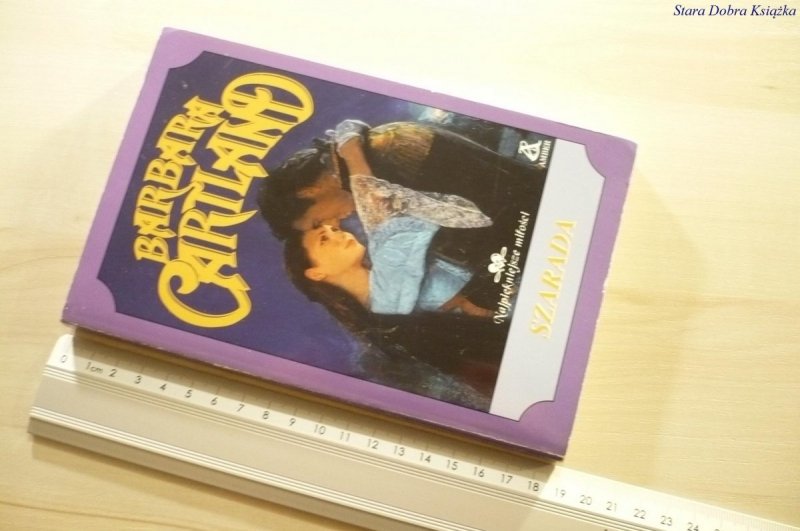 Stara Dobra Książka
BARBARA
CARTLAND
AMBER
Najpiękniejsze miłości
SZARADA
0 1cm 2 3 4 5 6 7 8 9 10 11 12 13 14 15 16 17 18 19 20 21 22 23 24